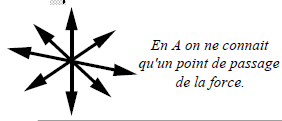 En A on ne connait
qu'un point de passage
de la force.